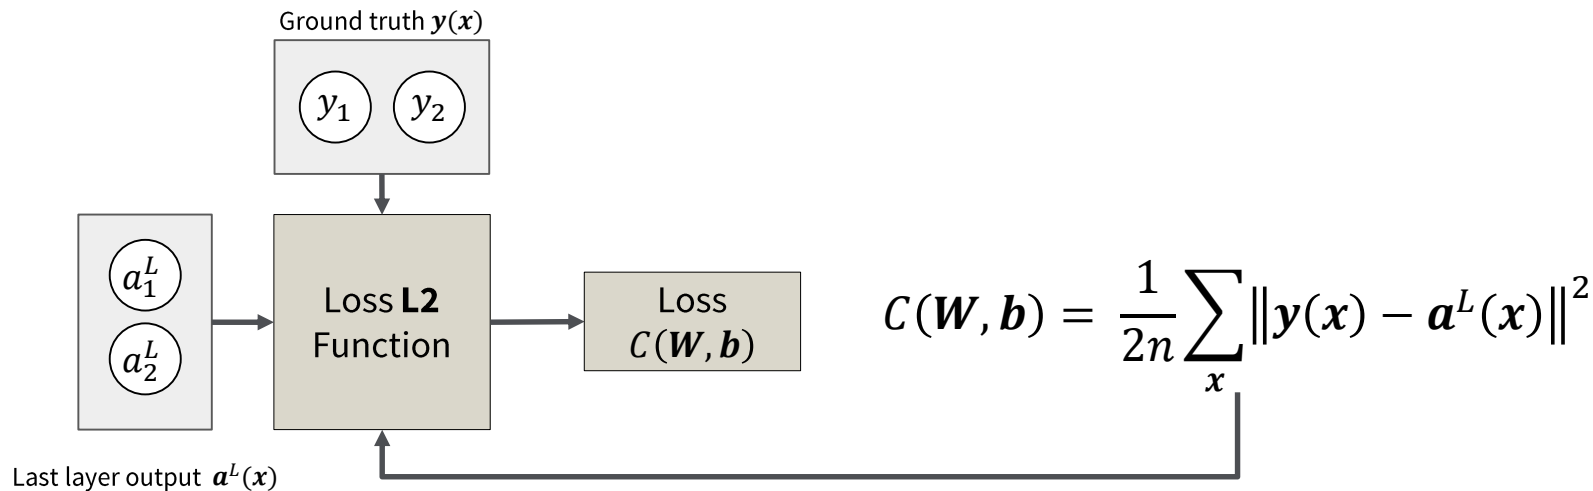 Ground truth y(x)
y₁ y₂
a₁ᴸ
a₂ᴸ
Loss L2
Function
Loss
C(W, b)
C(W, b) = 1/2n ∑ₓ ‖y(x) − aᴸ(x)‖²
Last layer output aᴸ(x)